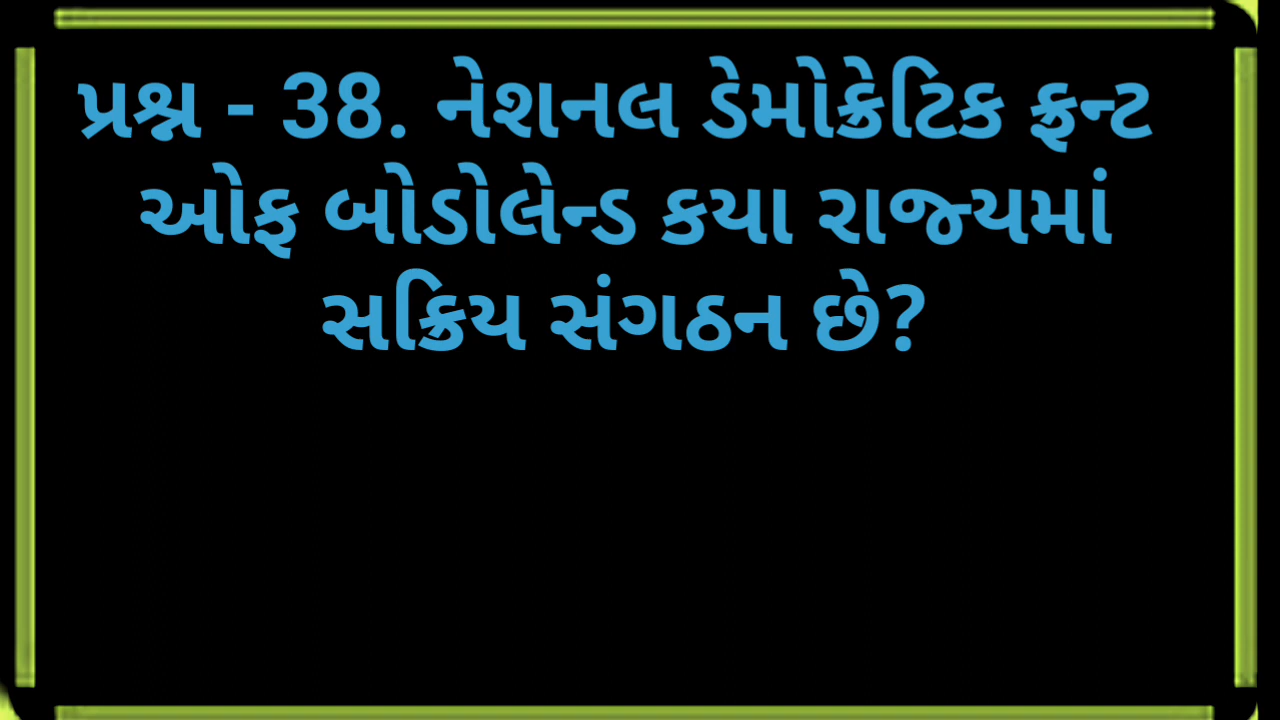 પ્રશ્ન - 38. નેશનલ ડેમોક્રેટિક ફ્રન્ટ
ઓફ બોડોલેન્ડ કયા રાજ્યમાં
સક્રિય સંગઠન છે?